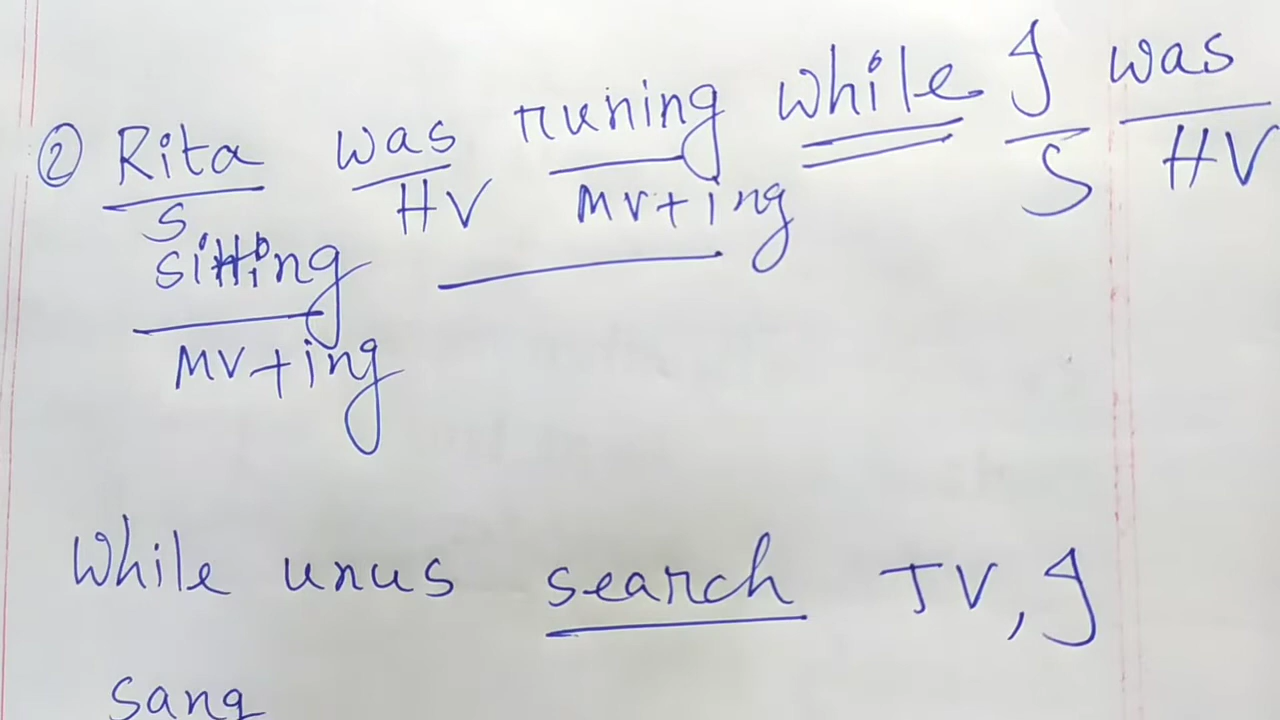 ② Rita was runing while I was
S HV MV+ing S HV
sitting
MV+ing
While unus search TV, I
sang